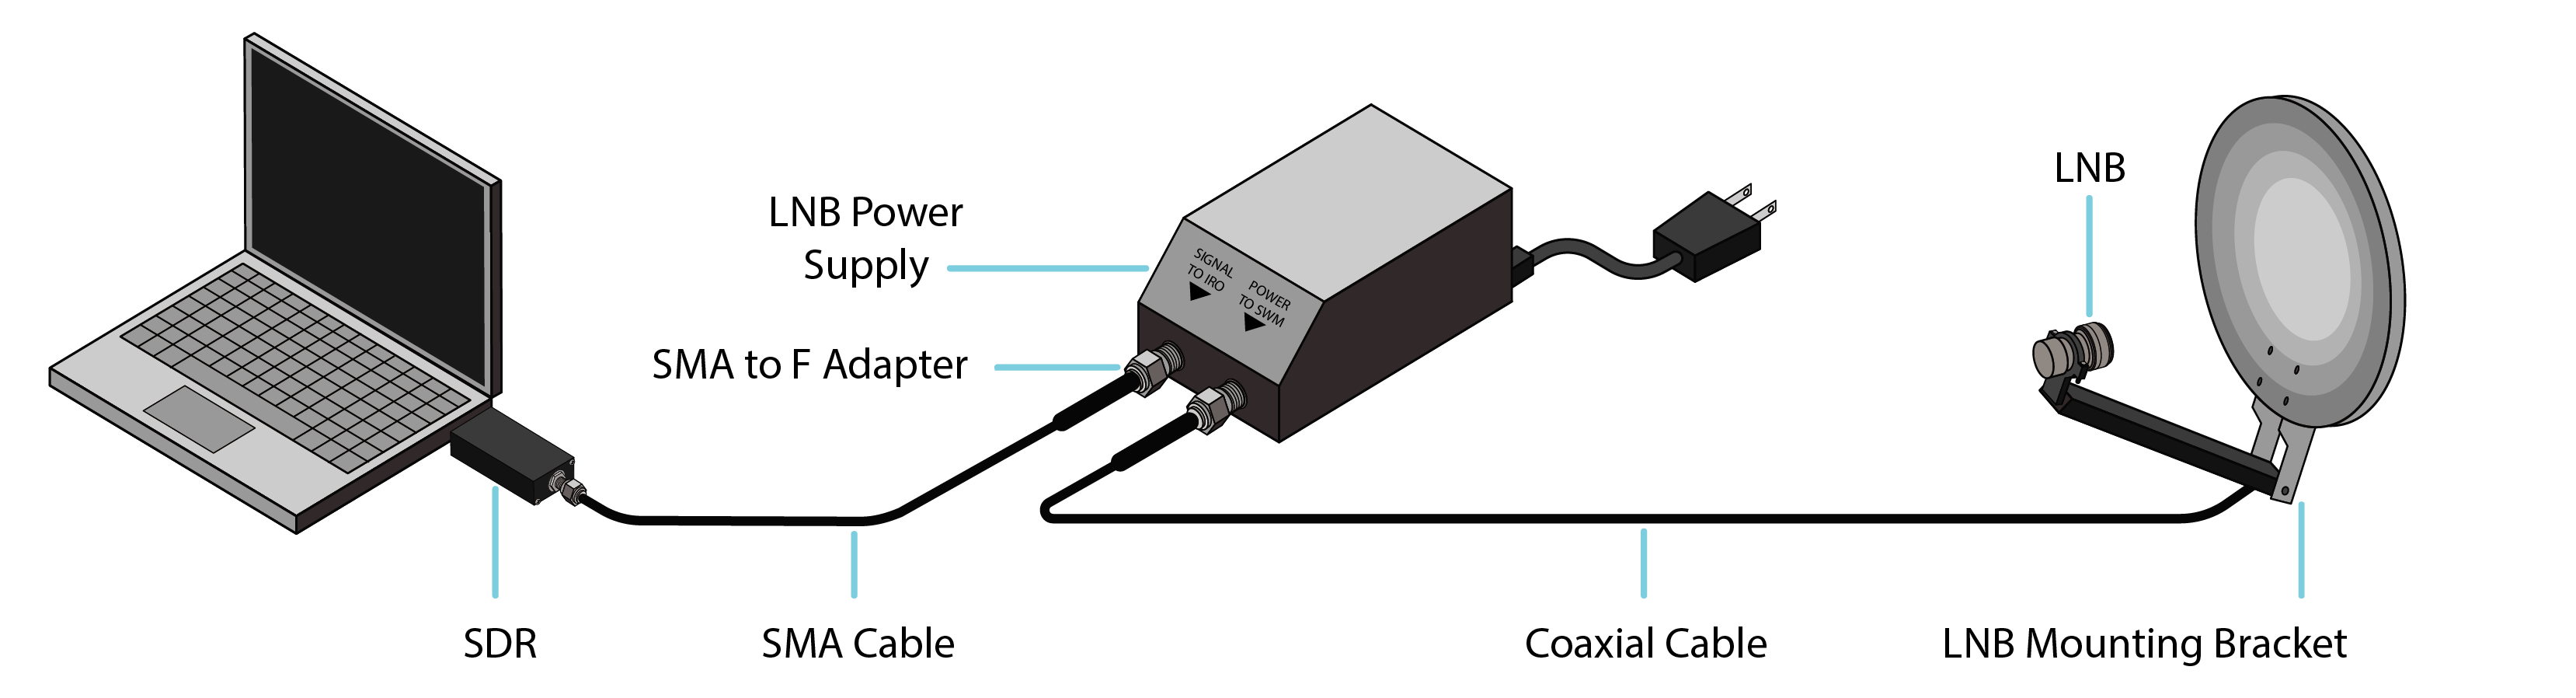 LNB
LNB Power
Supply
SIGNAL
TO IRO
POWER
TO SWM
SMA to F Adapter
SDR
SMA Cable
Coaxial Cable
LNB Mounting Bracket